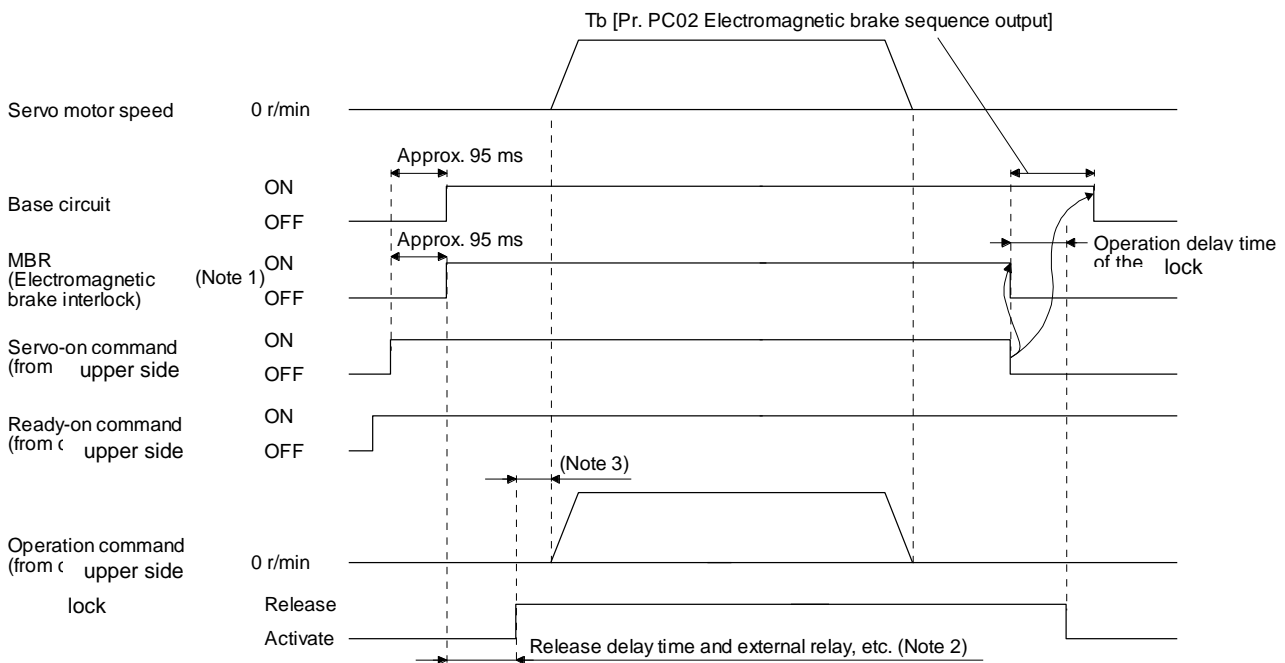 Tb [Pr. PC02 Electromagnetic brake sequence output]
Servo motor speed 0 r/min
Approx. 95 ms
Base circuit ON
OFF
Approx. 95 ms
MBR
(Electromagnetic
brake interlock)
(Note 1)
ON
OFF
Operation delay time
of the lock
Servo-on command
(from upper side
ON
OFF
Ready-on command
(from upper side
ON
OFF
(Note 3)
Operation command
(from upper side
0 r/min
lock
Release
Activate
Release delay time and external relay, etc. (Note 2)